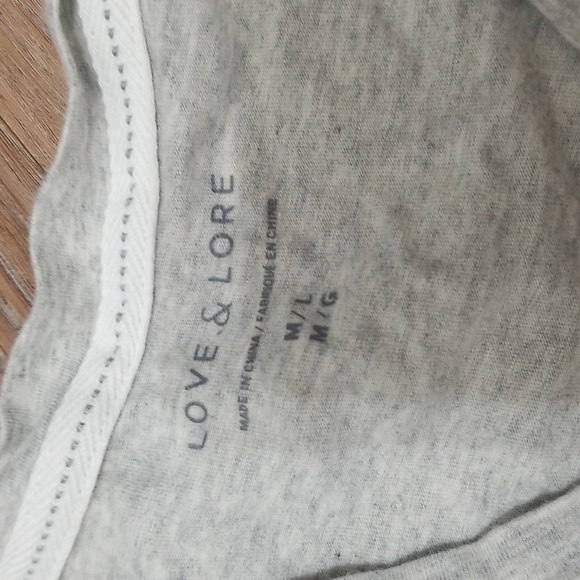 LOVE & LORE
MADE IN CHINA / FABRIQUÉ EN CHINE
M/L
M/G